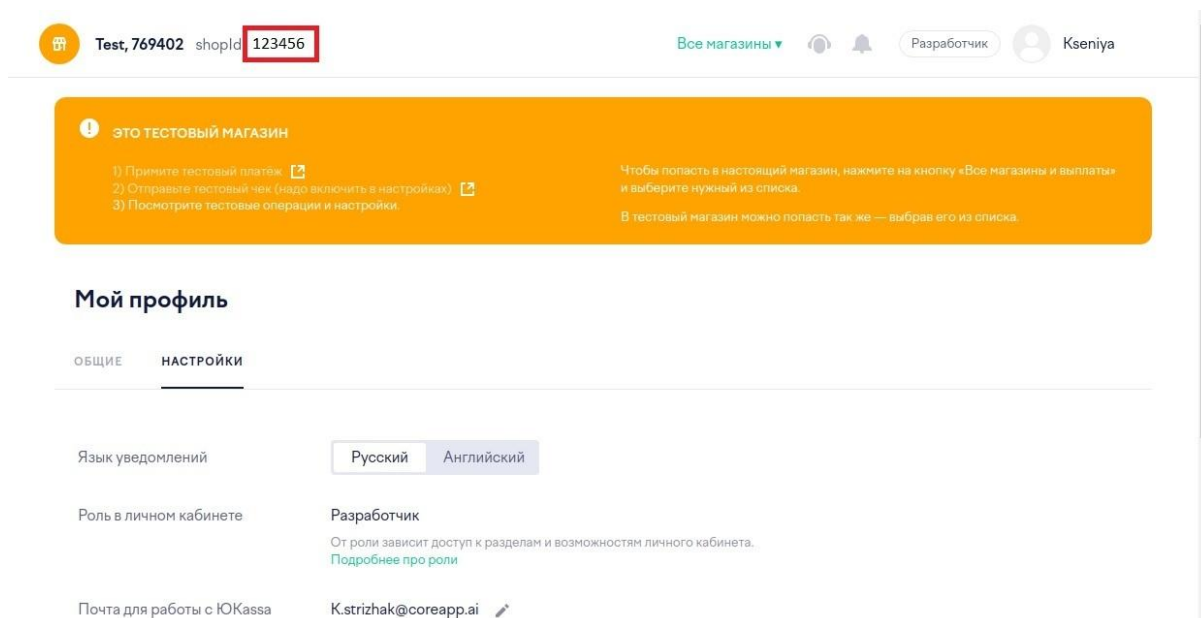 Test, 769402 shopId 123456 Все магазины ▾ Разработчик Kseniya
ЭТО ТЕСТОВЫЙ МАГАЗИН
1) Примите тестовый платёж
2) Отправьте тестовый чек (надо включить в настройках)
3) Посмотрите тестовые операции и настройки.
Чтобы попасть в настоящий магазин, нажмите на кнопку «Все магазины и выплаты»
и выберите нужный из списка.
В тестовый магазин можно попасть так же — выбрав его из списка.
Мой профиль
ОБЩИЕ НАСТРОЙКИ
Язык уведомлений Русский Английский
Роль в личном кабинете Разработчик
От роли зависит доступ к разделам и возможностям личного кабинета.
Подробнее про роли
Почта для работы с ЮKassa K.strizhak@coreapp.ai